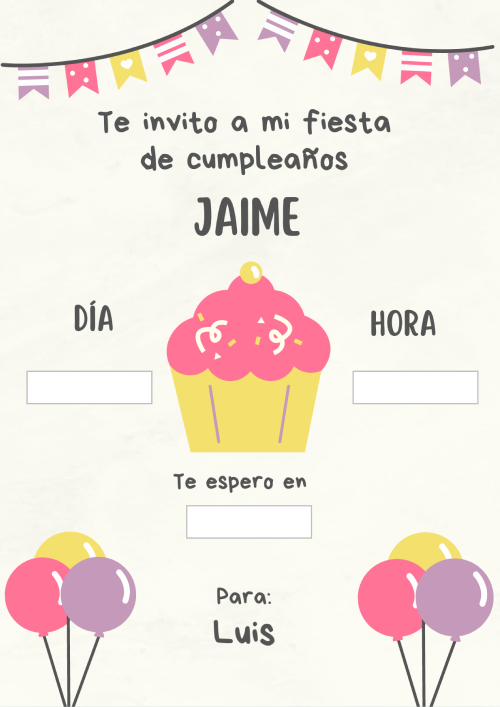 Te invito a mi fiesta
de cumpleaños
JAIME
DÍA
HORA
Te espero en
Para:
Luis